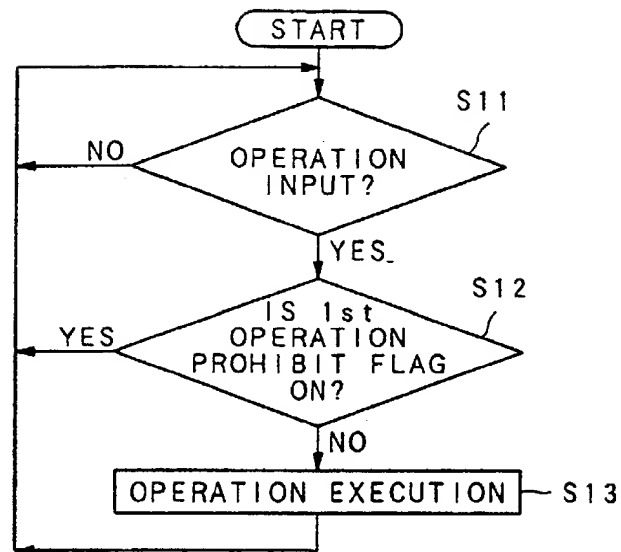 START
S11
NO
OPERATION
INPUT?
YES
S12
IS 1st
YES
OPERATION
PROHIBIT FLAG
ON?
NO
OPERATION EXECUTION
S13